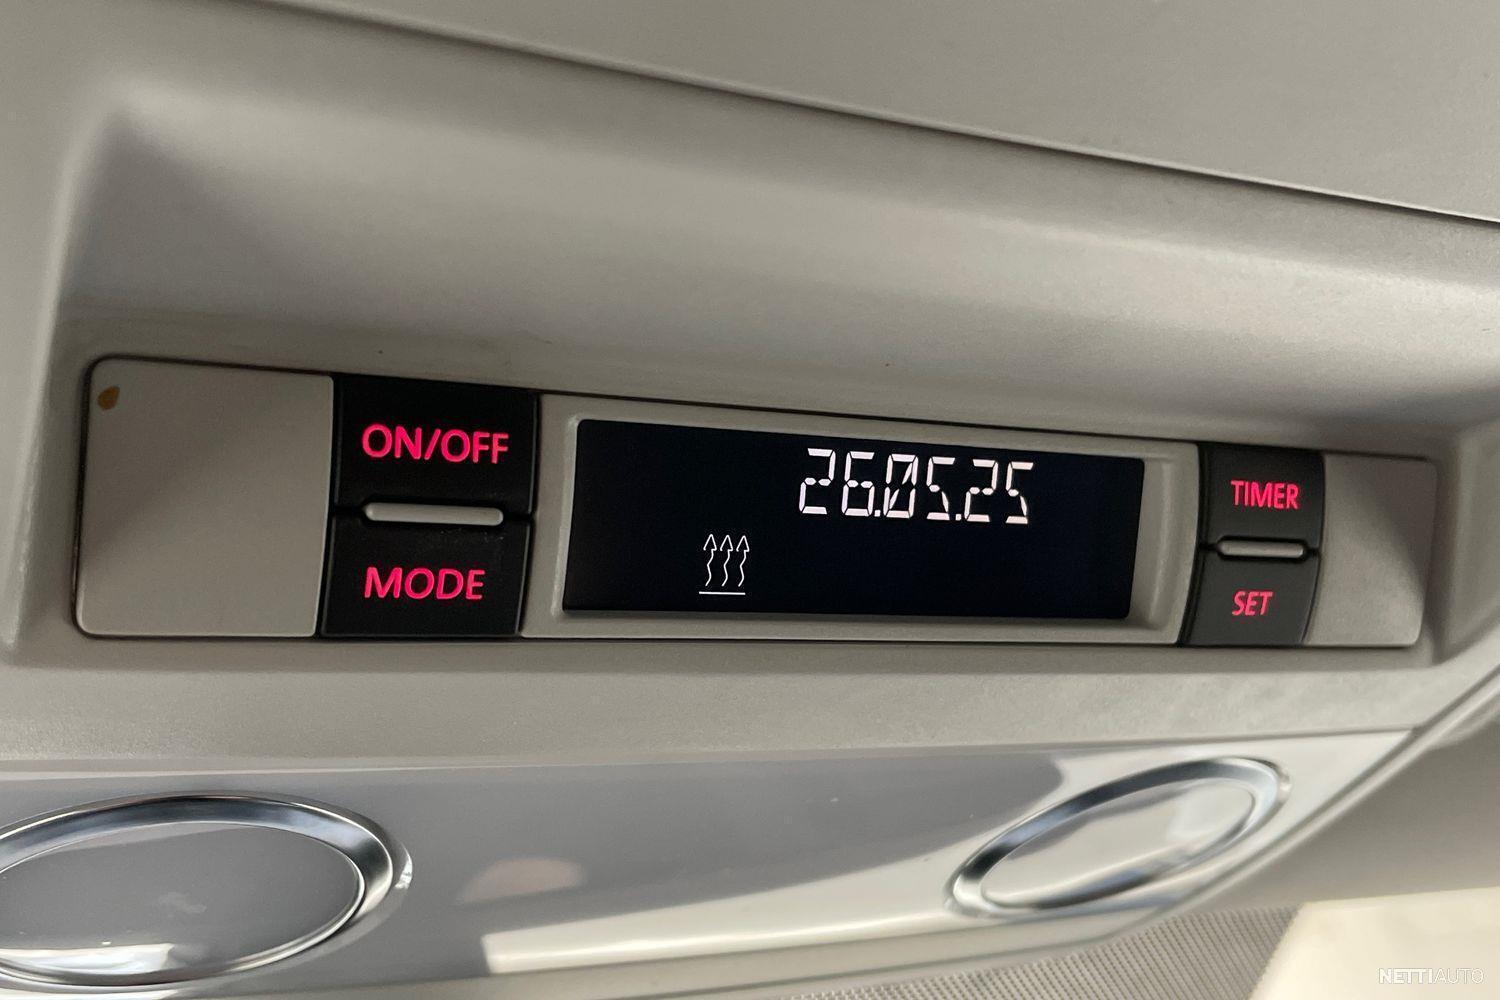 ON/OFF
26.05.25
TIMER
MODE
SET
NETTIAUTO